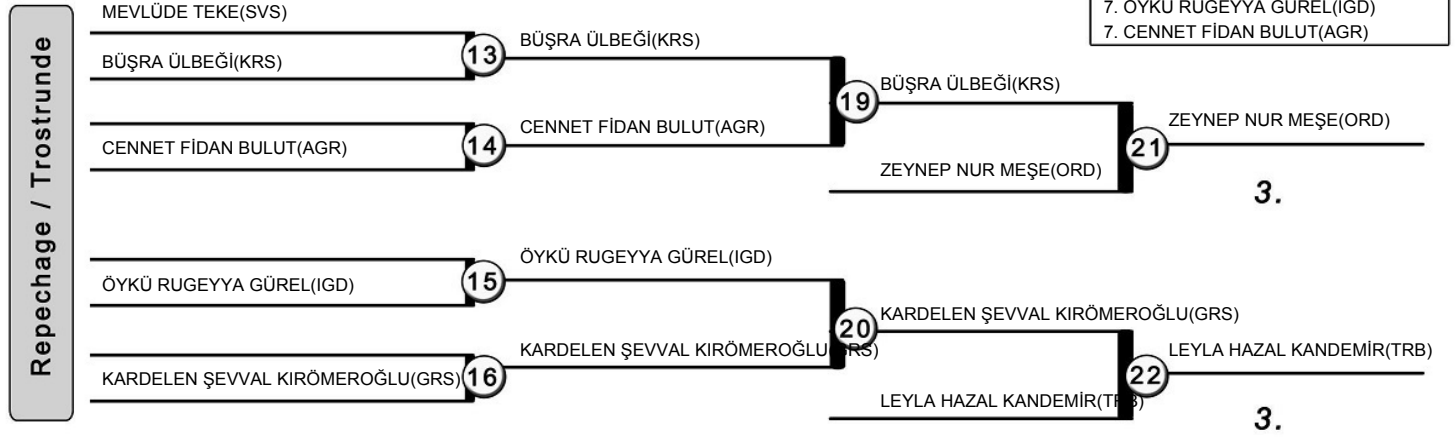 Repechage / Trostrunde
7. ÖYKÜ RUGEYYA GÜREL(IGD)
7. CENNET FİDAN BULUT(AGR)
MEVLÜDE TEKE(SVS)
BÜŞRA ÜLBEĞİ(KRS)
13
BÜŞRA ÜLBEĞİ(KRS)
CENNET FİDAN BULUT(AGR)
14
CENNET FİDAN BULUT(AGR)
19
BÜŞRA ÜLBEĞİ(KRS)
ZEYNEP NUR MEŞE(ORD)
21
ZEYNEP NUR MEŞE(ORD)
3.
ÖYKÜ RUGEYYA GÜREL(IGD)
15
ÖYKÜ RUGEYYA GÜREL(IGD)
KARDELEN ŞEVVAL KIRÖMEROĞLU(GRS)
16
KARDELEN ŞEVVAL KIRÖMEROĞLU(GRS)
20
KARDELEN ŞEVVAL KIRÖMEROĞLU(GRS)
LEYLA HAZAL KANDEMİR(TRB)
22
LEYLA HAZAL KANDEMİR(TRB)
3.